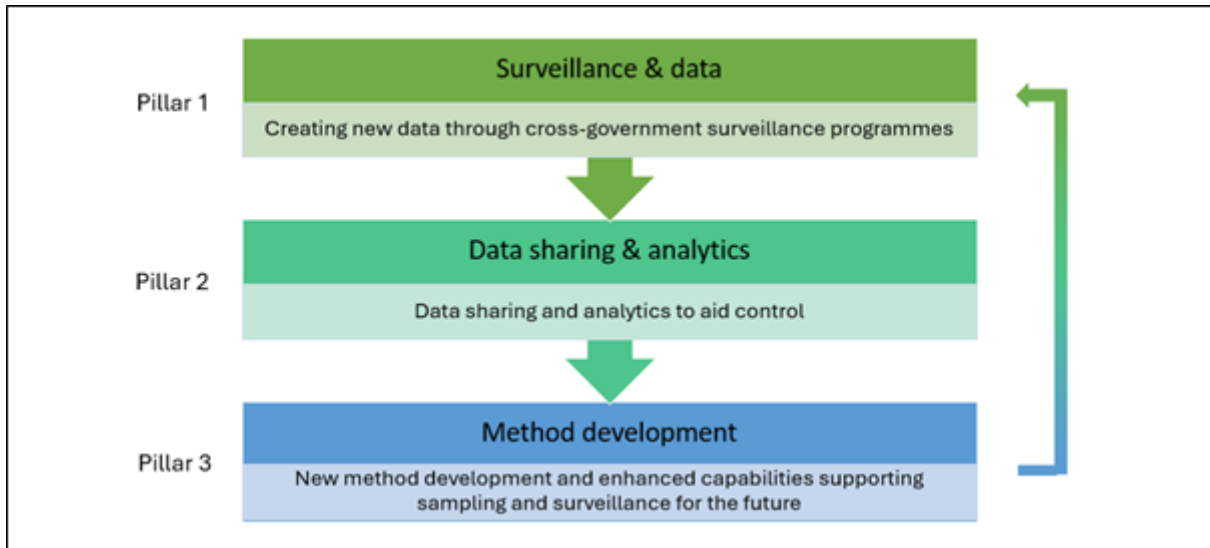 Surveillance & data
Pillar 1
Creating new data through cross-government surveillance programmes
Data sharing & analytics
Pillar 2
Data sharing and analytics to aid control
Method development
Pillar 3
New method development and enhanced capabilities supporting
sampling and surveillance for the future